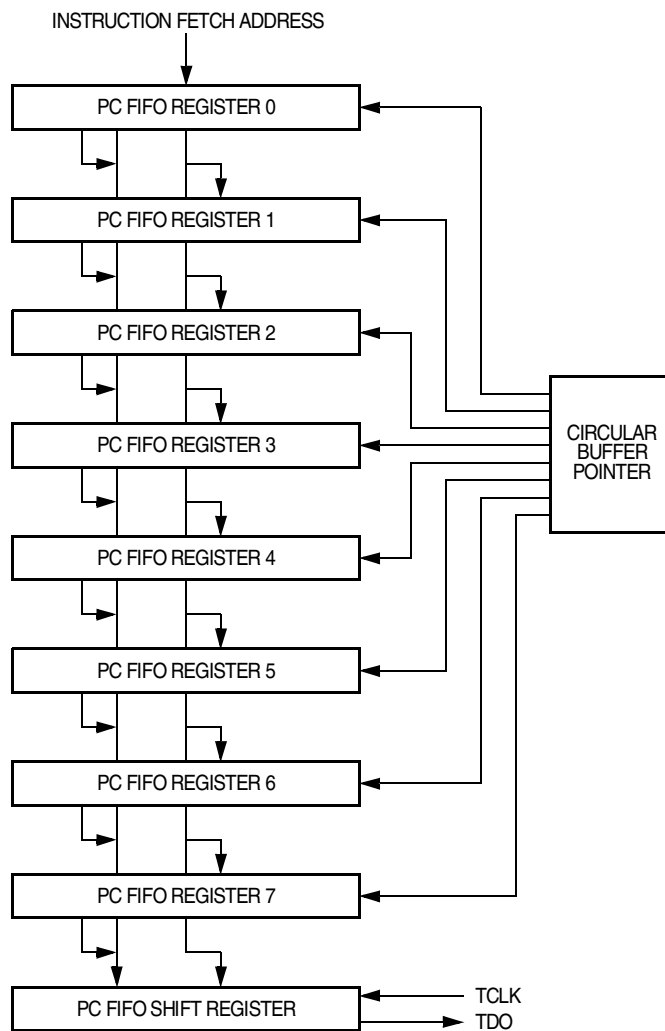 INSTRUCTION FETCH ADDRESS
PC FIFO REGISTER 0
PC FIFO REGISTER 1
PC FIFO REGISTER 2
PC FIFO REGISTER 3
PC FIFO REGISTER 4
PC FIFO REGISTER 5
PC FIFO REGISTER 6
PC FIFO REGISTER 7
PC FIFO SHIFT REGISTER
CIRCULAR
BUFFER
POINTER
TCLK
TDO